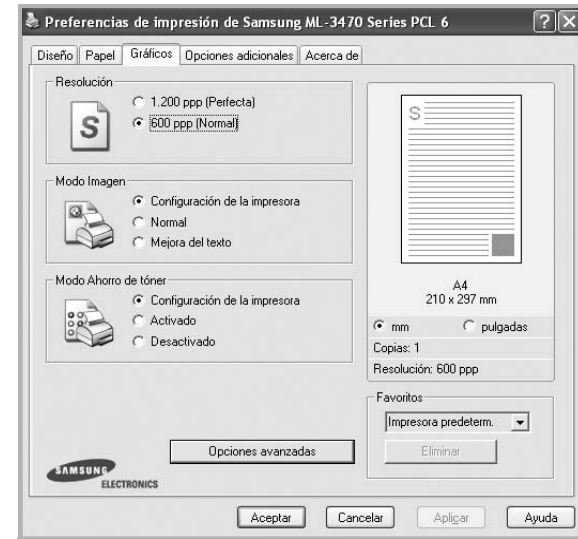 Preferencias de impresión de Samsung ML-3470 Series PCL 6
Diseño Papel Gráficos Opciones adicionales Acerca de
Resolución
1.200 ppp (Perfecta)
600 ppp (Normal)
S
Modo Imagen
Configuración de la impresora
Normal
Mejora del texto
Modo Ahorro de tóner
Configuración de la impresora
Activado
Desactivado
S
A4
210 x 297 mm
mm pulgadas
Copias: 1
Resolución: 600 ppp
Favoritos
Impresora predeterm.
Eliminar
Opciones avanzadas
SAMSUNG
ELECTRONICS
Aceptar Cancelar Aplicar Ayuda